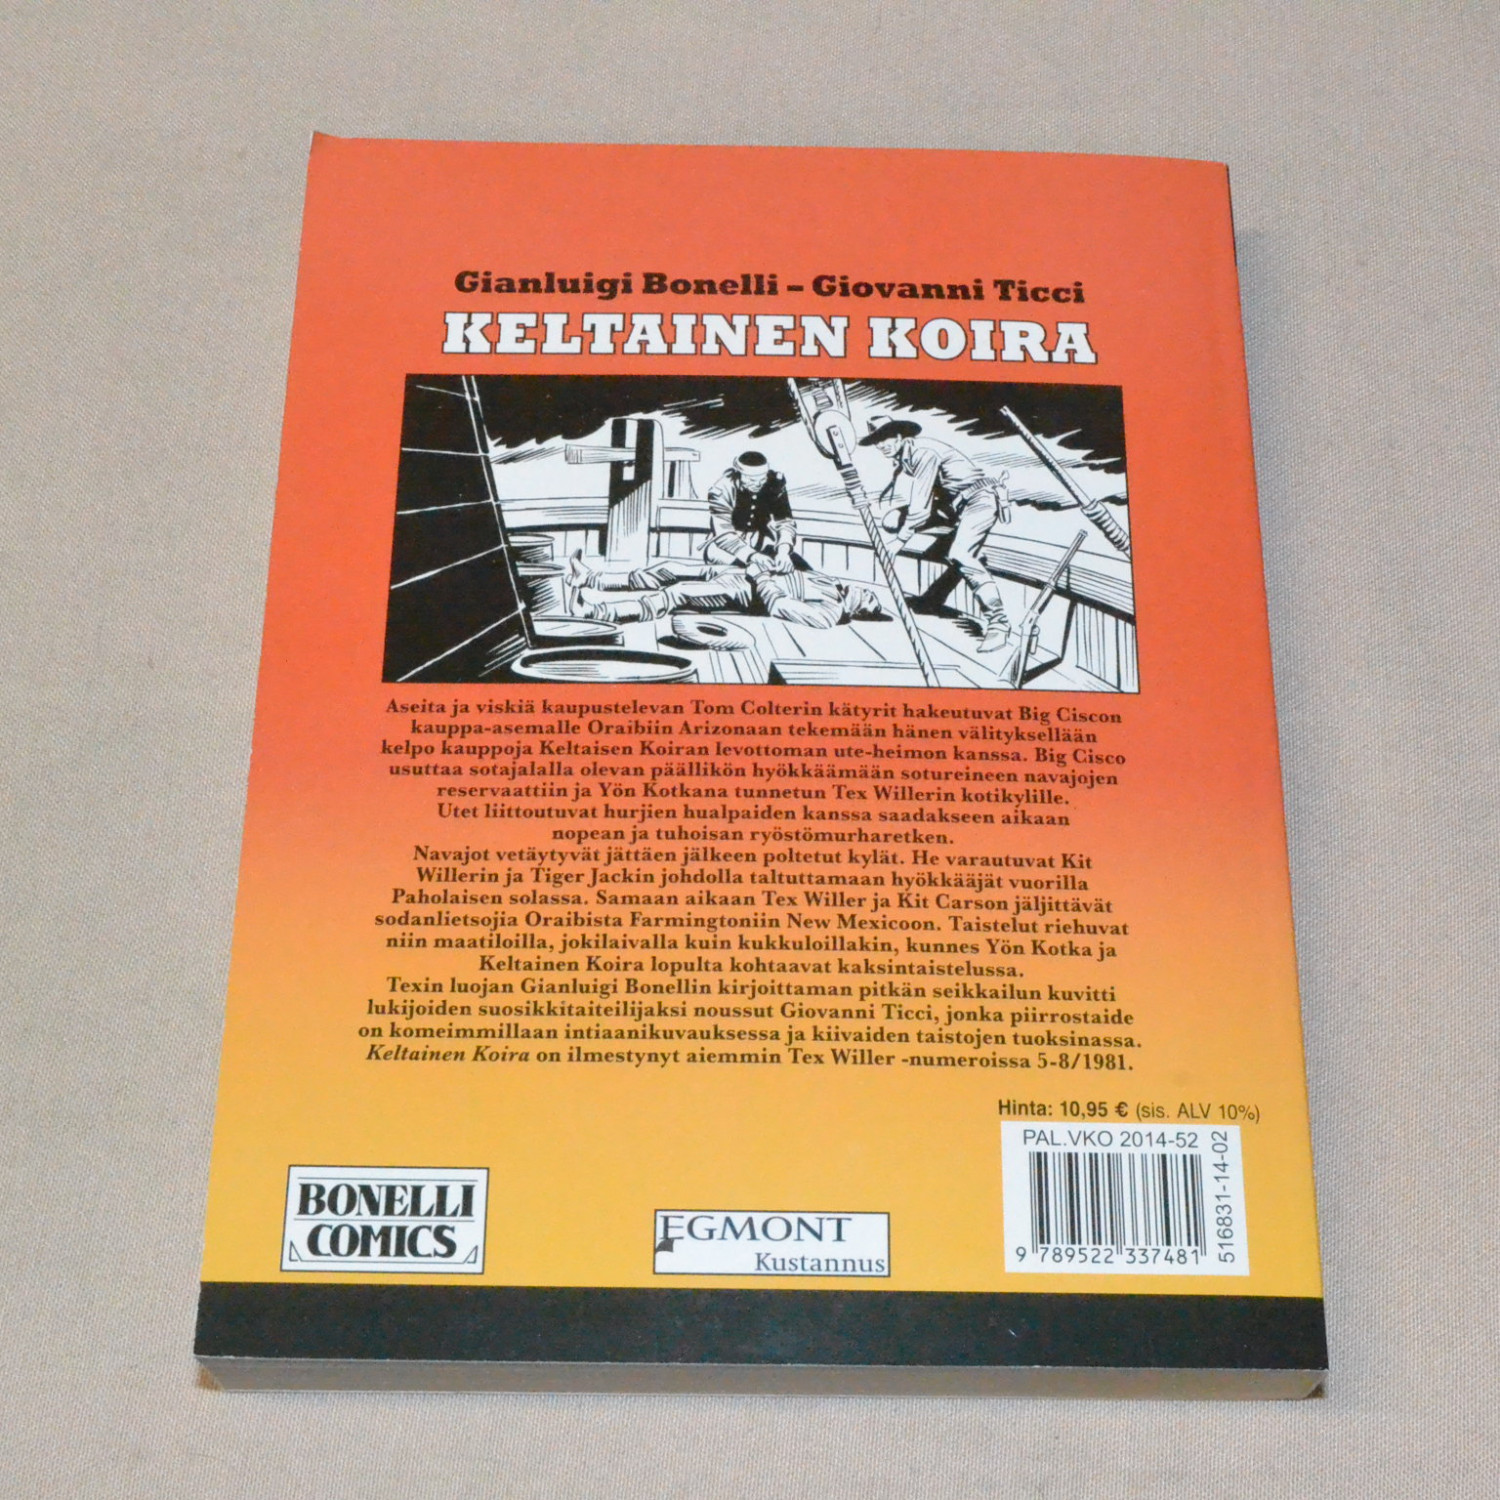 Gianluigi Bonelli – Giovanni Ticci
KELTAINEN KOIRA
Aseita ja viskiä kaupustelevan Tom Colterin kätyrit hakeutuvat Big Ciscon
kauppa-asemalle Oraibiin Arizonaan tekemään hänen välityksellään
kelpo kauppoja Keltaisen Koiran levottoman ute-heimon kanssa. Big Cisco
usuttaa sotajalalla olevan päällikön hyökkäämään sotureineen navajojen
reservaattiin ja Yön Kotkana tunnetun Tex Willerin kotikylille.
Utet liittoutuvat hurjien hualpaiden kanssa saadakseen aikaan
nopean ja tuhoisan ryöstömurharetken.
Navajot vetäytyvät jättäen jälkeen poltetut kylät. He varautuvat Kit
Willerin ja Tiger Jackin johdolla taltuttamaan hyökkääjät vuorilla
Paholaisen solassa. Samaan aikaan Tex Willer ja Kit Carson jäljittävät
sodanlietsojia Oraibista Farmingtoniin New Mexicoon. Taistelut riehuvat
niin maatiloilla, jokilaivalla kuin kukkuloillakin, kunnes Yön Kotka ja
Keltainen Koira lopulta kohtaavat kaksintaistelussa.
Texin luojan Gianluigi Bonellin kirjoittaman pitkän seikkailun kuvitti
lukijoiden suosikkitaiteilijaksi noussut Giovanni Ticci, jonka piirrostaide
on komeimmillaan intiaanikuvauksessa ja kiivaiden taistojen tuoksinassa.
Keltainen Koira on ilmestynyt aiemmin Tex Willer -numeroissa 5-8/1981.
Hinta: 10,95 € (sis. ALV 10%)
PAL.VKO 2014-52
516831-14-02
9 789522 337481
BONELLI
COMICS
EGMONT
Kustannus